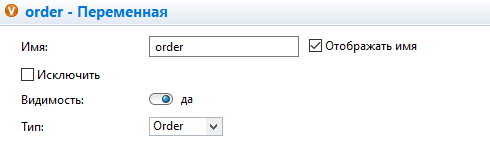 order - Переменная
Имя: order Отображать имя
Исключить
Видимость: да
Тип: Order